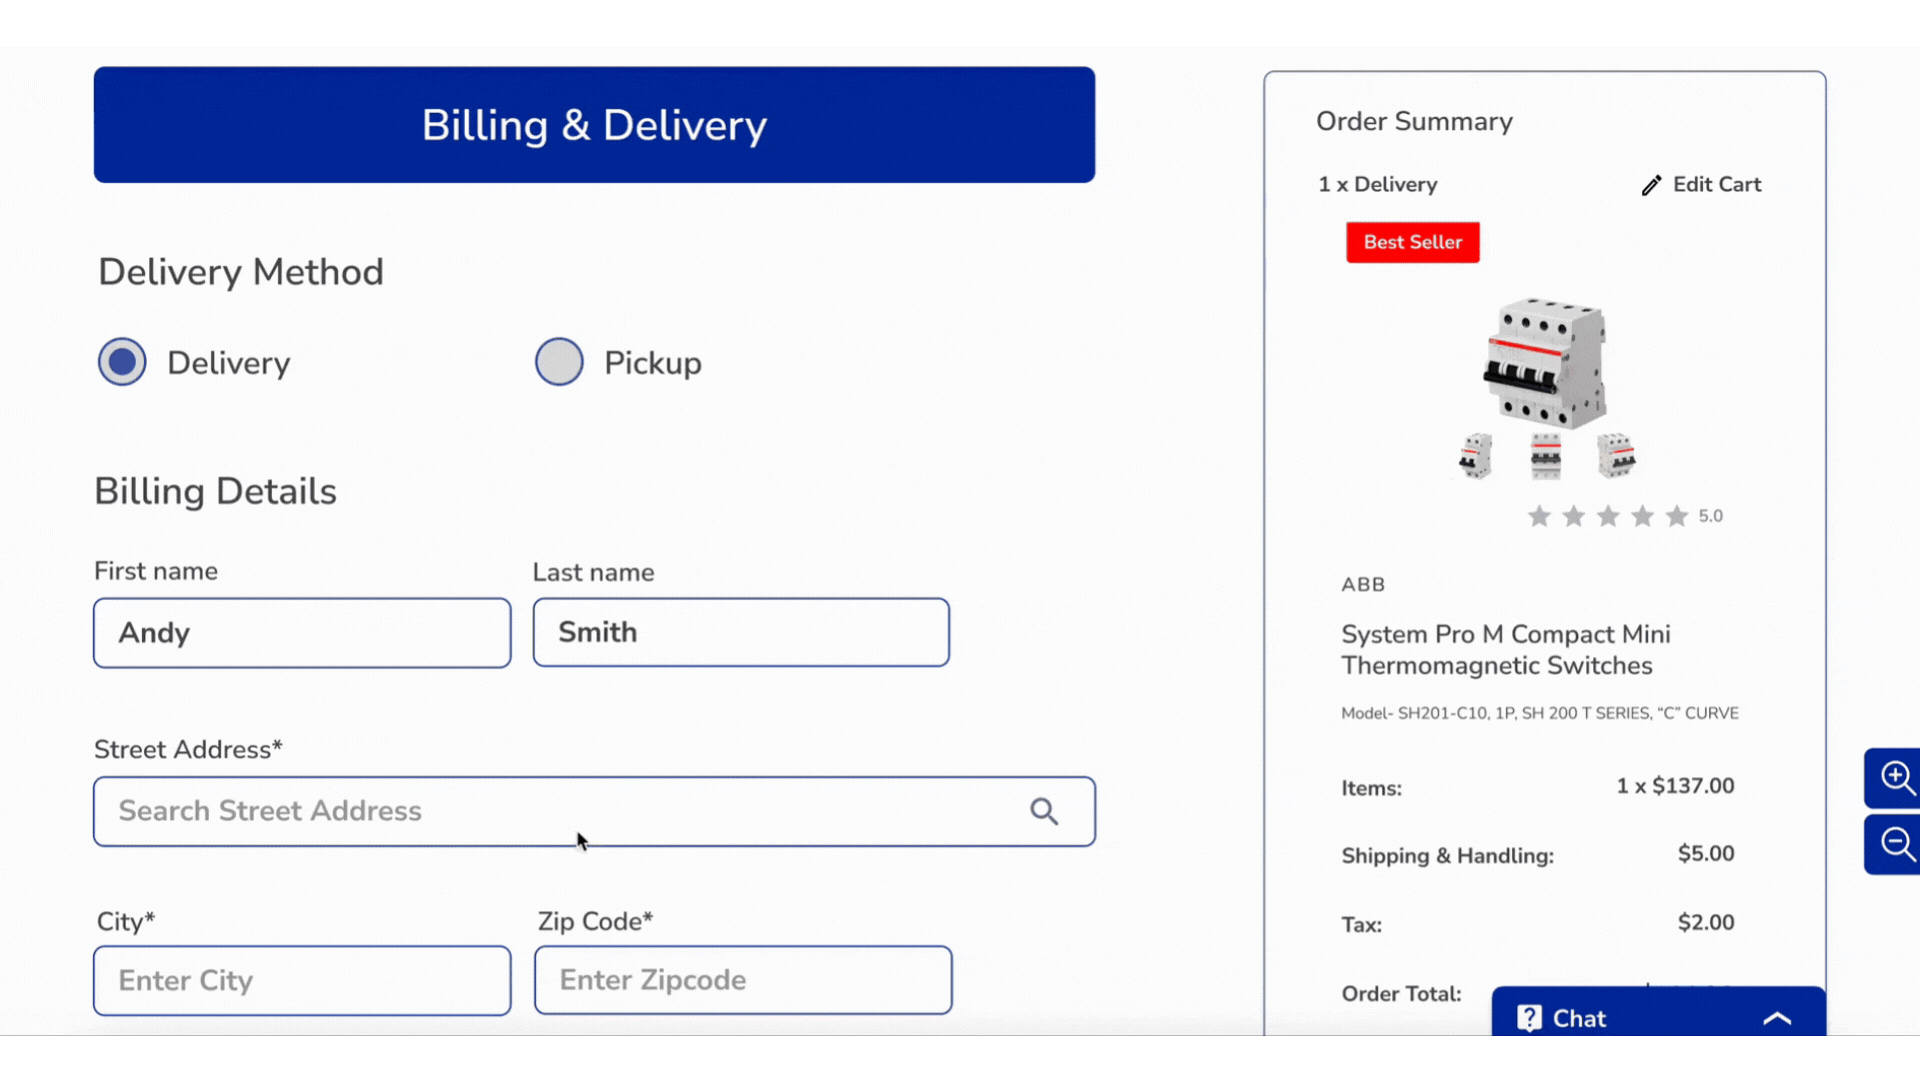 Billing & Delivery
Delivery Method
Delivery
Pickup
Billing Details
First name
Last name
Andy
Smith
Street Address*
Search Street Address
City*
Zip Code*
Enter City
Enter Zipcode
Order Summary
1 x Delivery
Edit Cart
Best Seller
5.0
ABB
System Pro M Compact Mini
Thermomagnetic Switches
Model- SH201-C10, 1P, SH 200 T SERIES, “C” CURVE
Items:
1 x $137.00
Shipping & Handling:
$5.00
Tax:
$2.00
Order Total:
? Chat